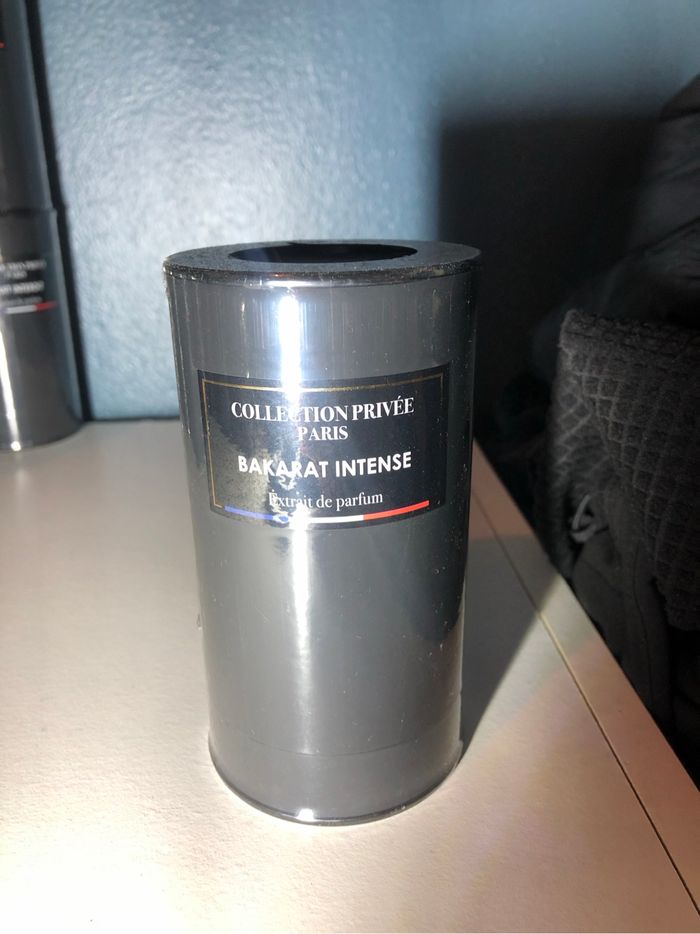 COLLECTION PRIVÉE
PARIS
BAKARAT INTENSE
Extrait de parfum